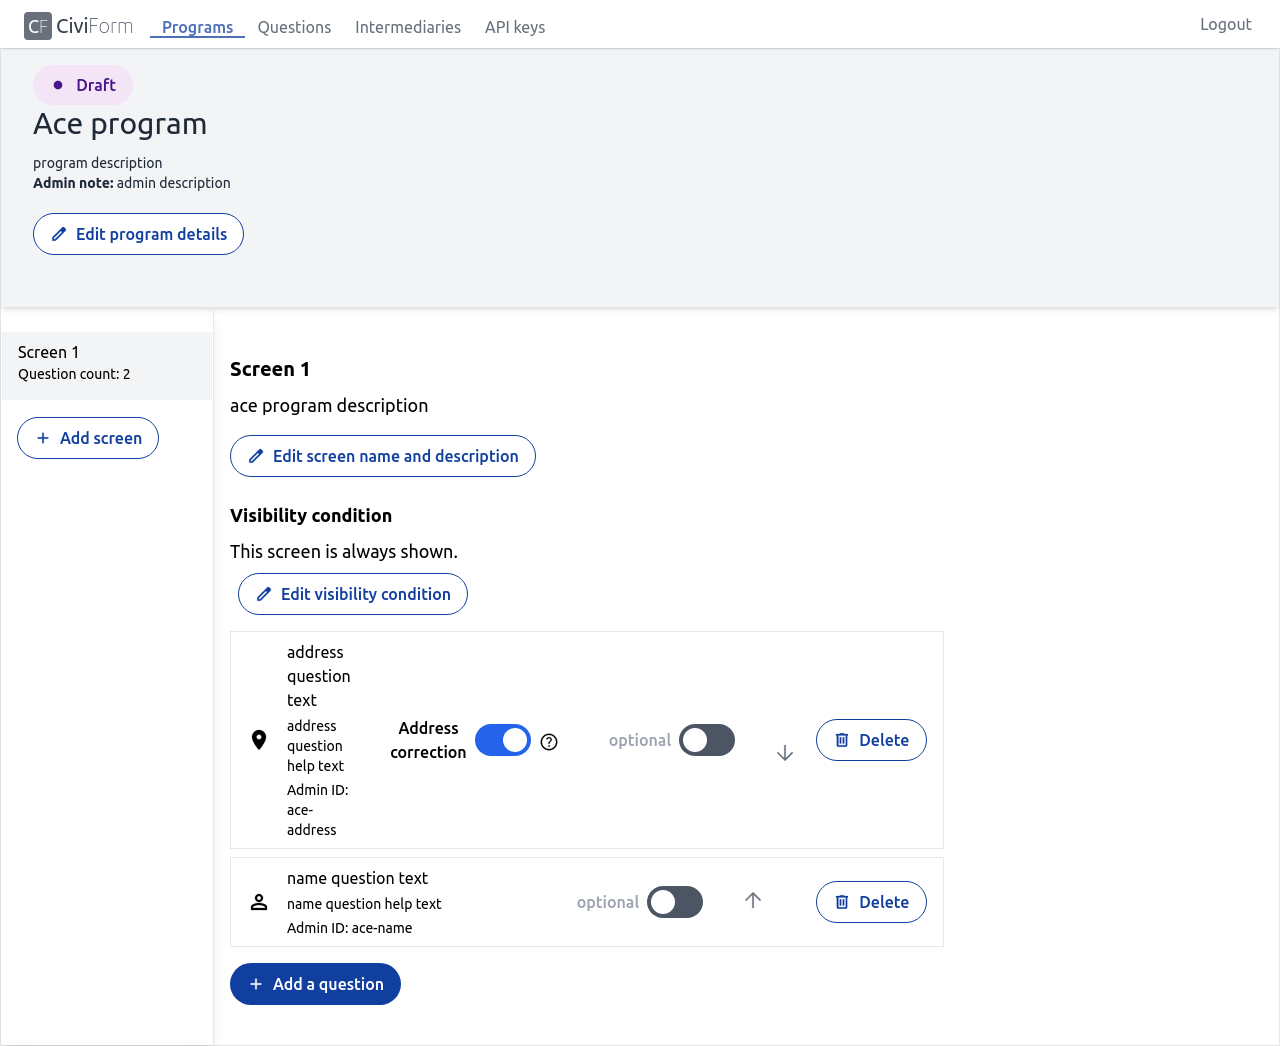 CF CiviForm Programs Questions Intermediaries API keys Logout
Draft
Ace program
program description
Admin note: admin description
Edit program details
Screen 1
Question count: 2
Add screen
Screen 1
ace program description
Edit screen name and description
Visibility condition
This screen is always shown.
Edit visibility condition
address
question
text
address
question
help text
Admin ID:
ace-
address
Address
correction
optional
Delete
name question text
name question help text
Admin ID: ace-name
optional
Delete
Add a question